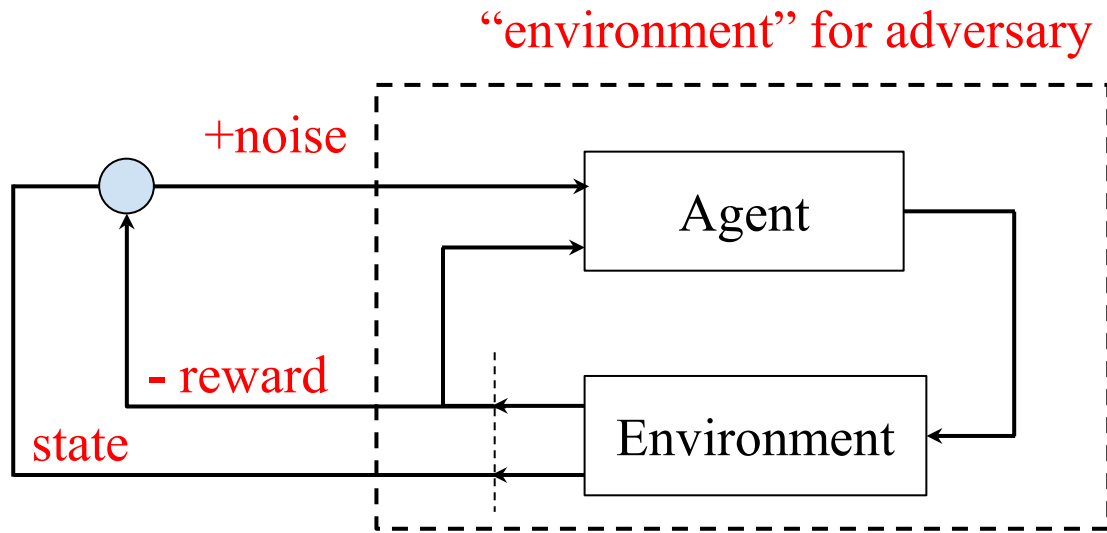 “environment” for adversary
+noise
Agent
- reward
state
Environment